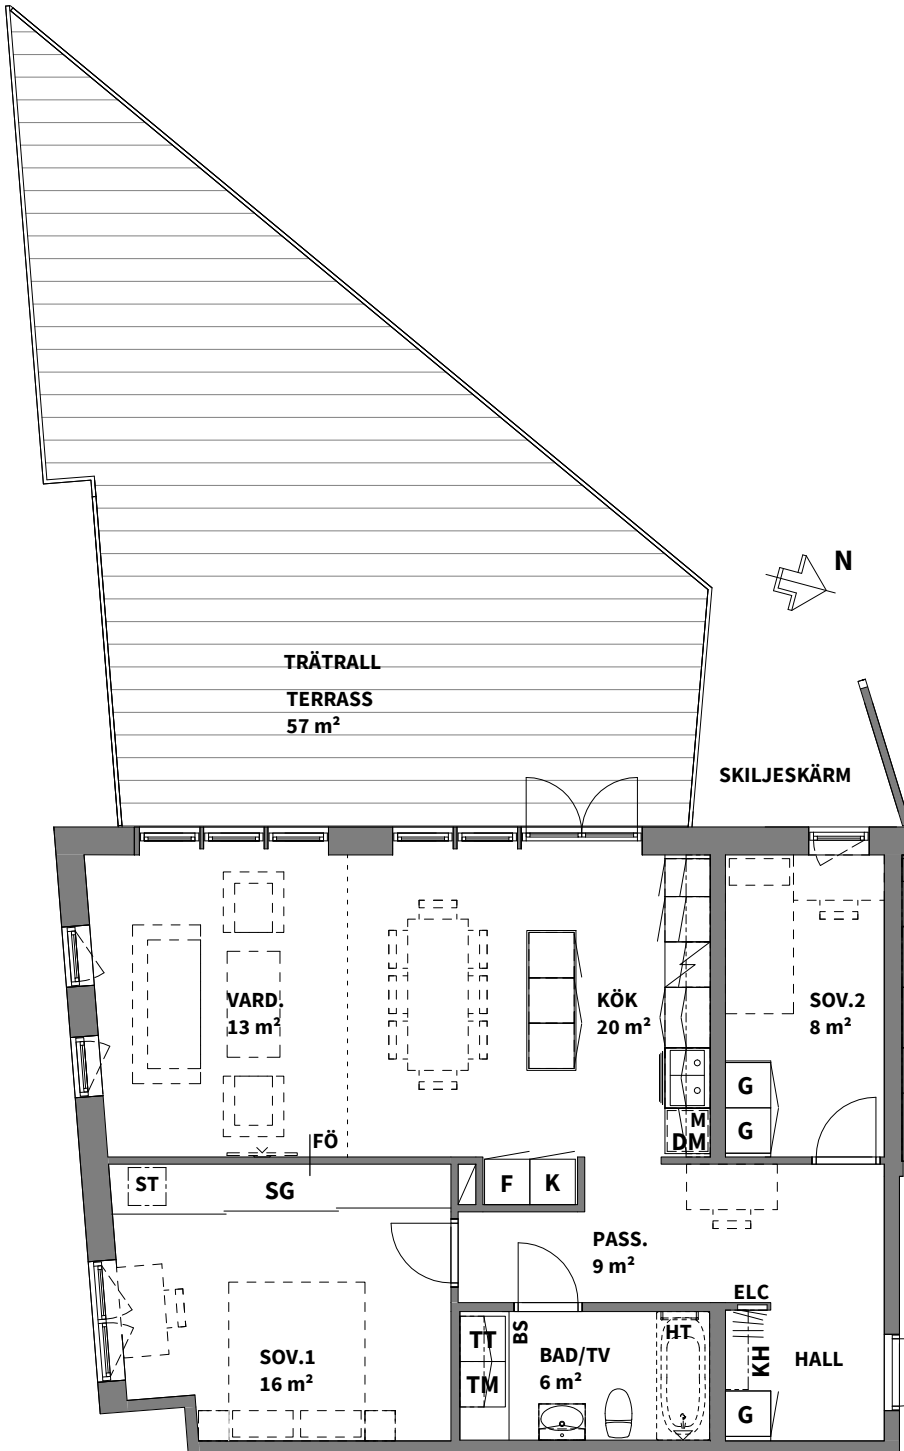 N
TRÄTRALL
TERRASS
57 m²
SKILJESKÄRM
VARD.
13 m²
KÖK
20 m²
SOV.2
8 m²
G
G
M
DM
FÖ
ST
SG
F
K
PASS.
9 m²
ELC
TT
TM
BS
BAD/TV
6 m²
HT
KH
HALL
SOV.1
16 m²
G